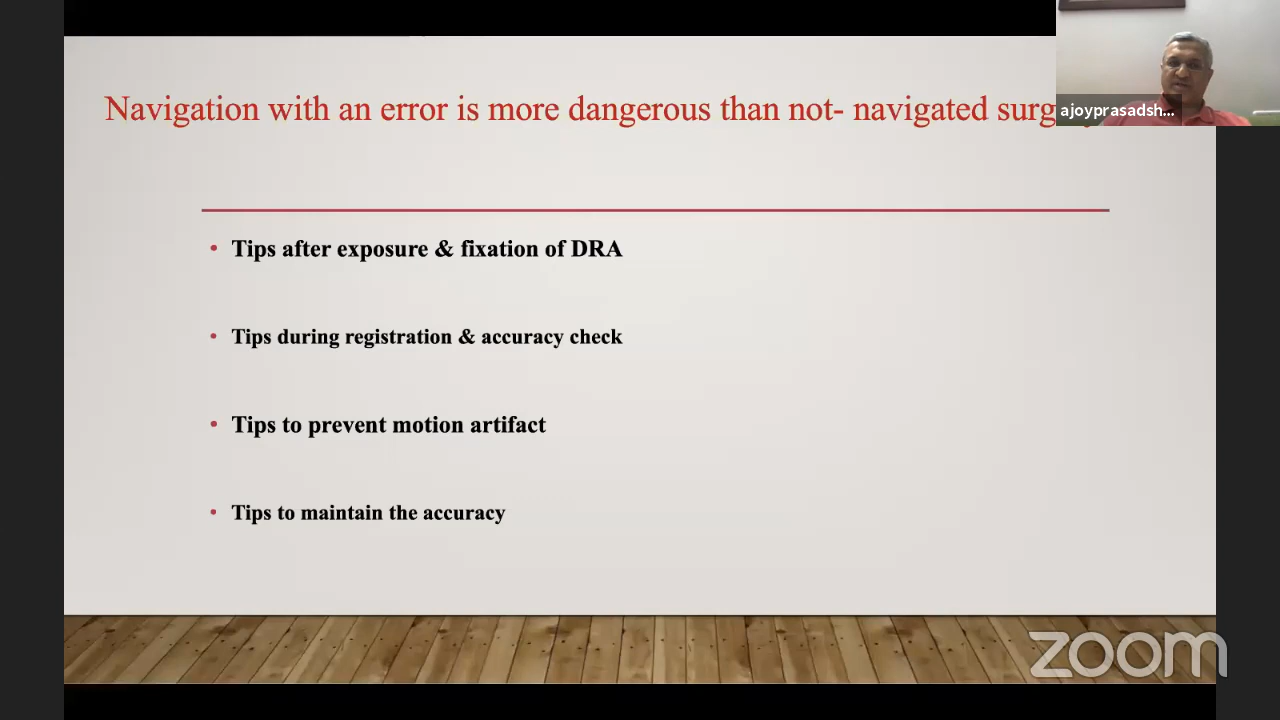 Navigation with an error is more dangerous than not- navigated
ajoyprasadsh...
• Tips after exposure & fixation of DRA
• Tips during registration & accuracy check
• Tips to prevent motion artifact
• Tips to maintain the accuracy
zoom